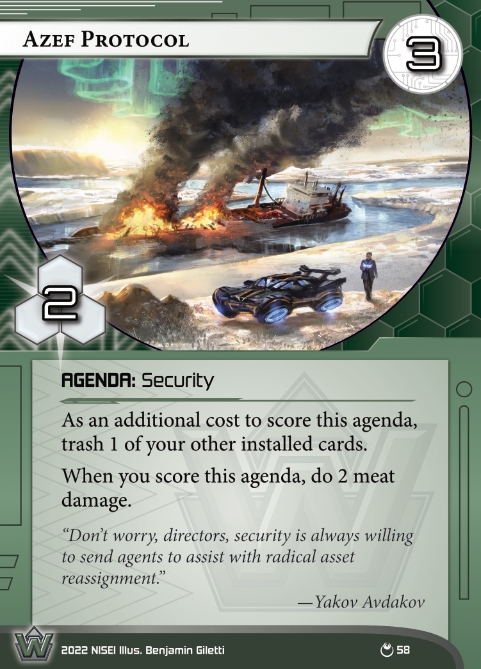 Azef Protocol
3
2
AGENDA: Security
As an additional cost to score this agenda,
trash 1 of your other installed cards.
When you score this agenda, do 2 meat
damage.
“Don’t worry, directors, security is always willing
to send agents to assist with radical asset
reassignment.”
—Yakov Avdakov
W
2022 NISEI Illus. Benjamin Giletti
58